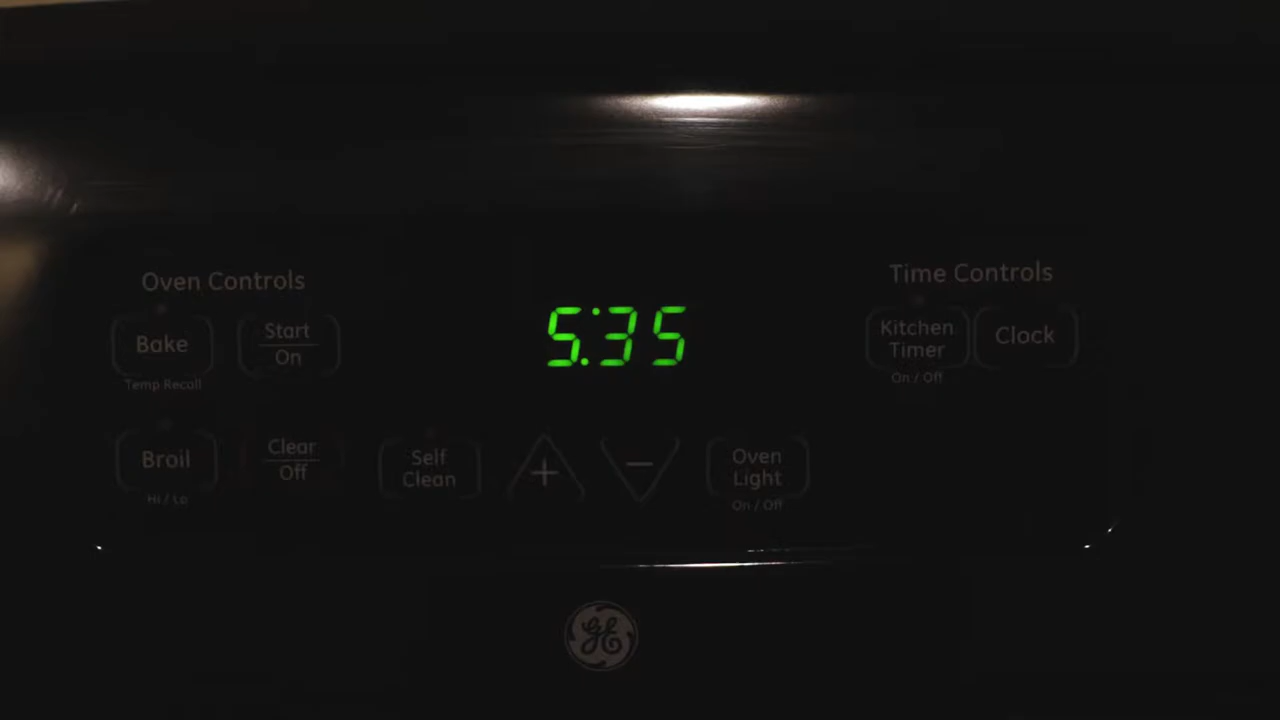 Oven Controls
Time Controls
Bake
Start
On
5:35
Kitchen
Timer
Clock
Temp Recall
On / Off
Broil
Clear
Off
Self
Clean
+
−
Oven
Light
Hi / Lo
On / Off
GE